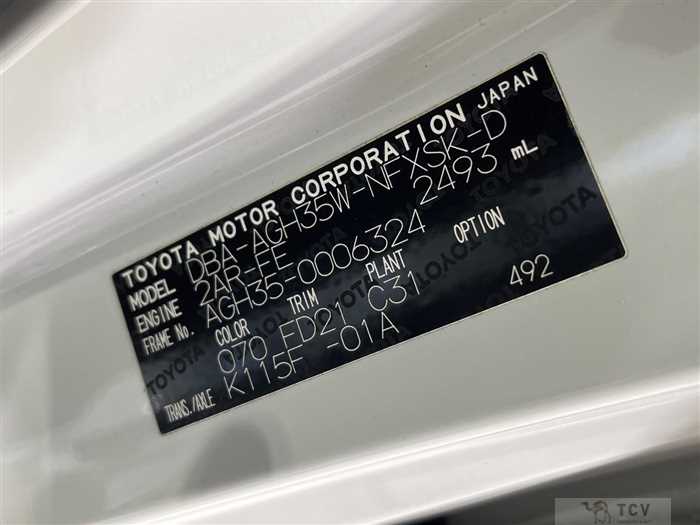 TOYOTA MOTOR CORPORATION JAPAN
MODEL DBA-AGH35W-NFXSK-D
ENGINE 2AR-FE 2493 mL
FRAME No. AGH35-0006324
COLOR TRIM PLANT OPTION
070 FD21 C31 492
TRANS./AXLE K115F -01A
TCV